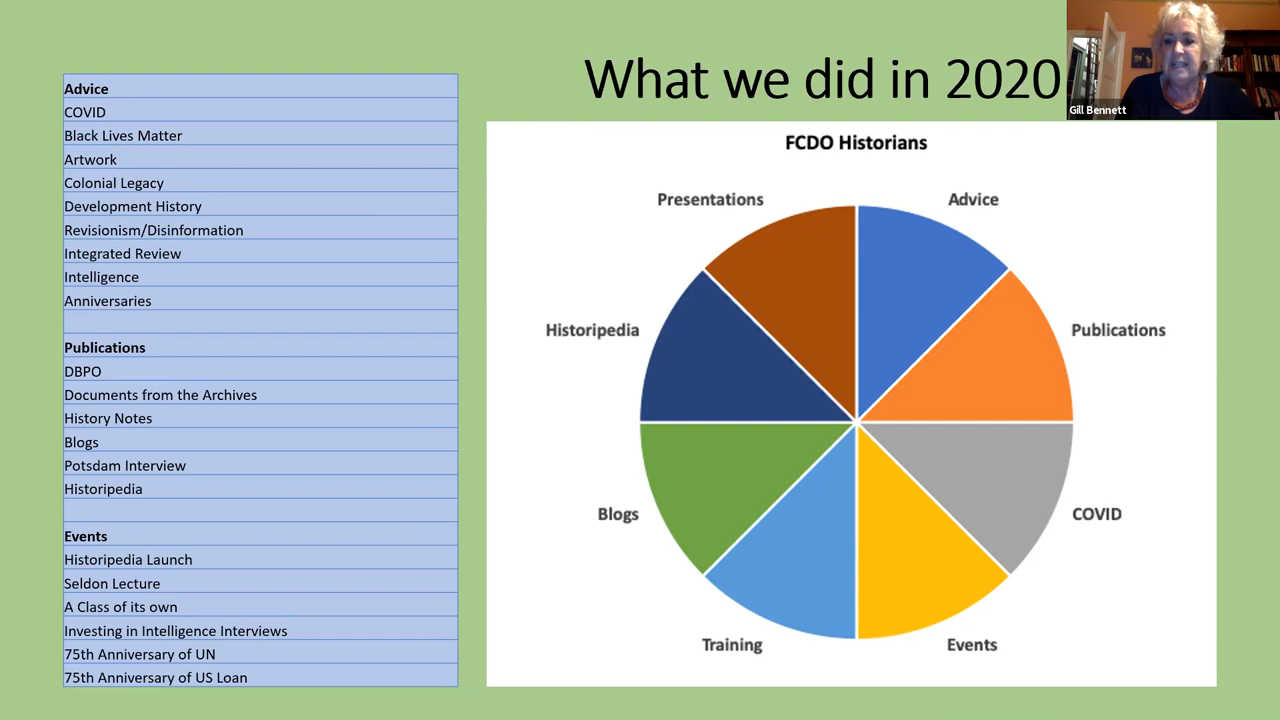 What we did in 2020
Gill Bennett
Advice
COVID
Black Lives Matter
Artwork
Colonial Legacy
Development History
Revisionism/Disinformation
Integrated Review
Intelligence
Anniversaries
Publications
DBPO
Documents from the Archives
History Notes
Blogs
Potsdam Interview
Historipedia
Events
Historipedia Launch
Seldon Lecture
A Class of its own
Investing in Intelligence Interviews
75th Anniversary of UN
75th Anniversary of US Loan
FCDO Historians
Presentations
Advice
Historipedia
Publications
Blogs
COVID
Training
Events